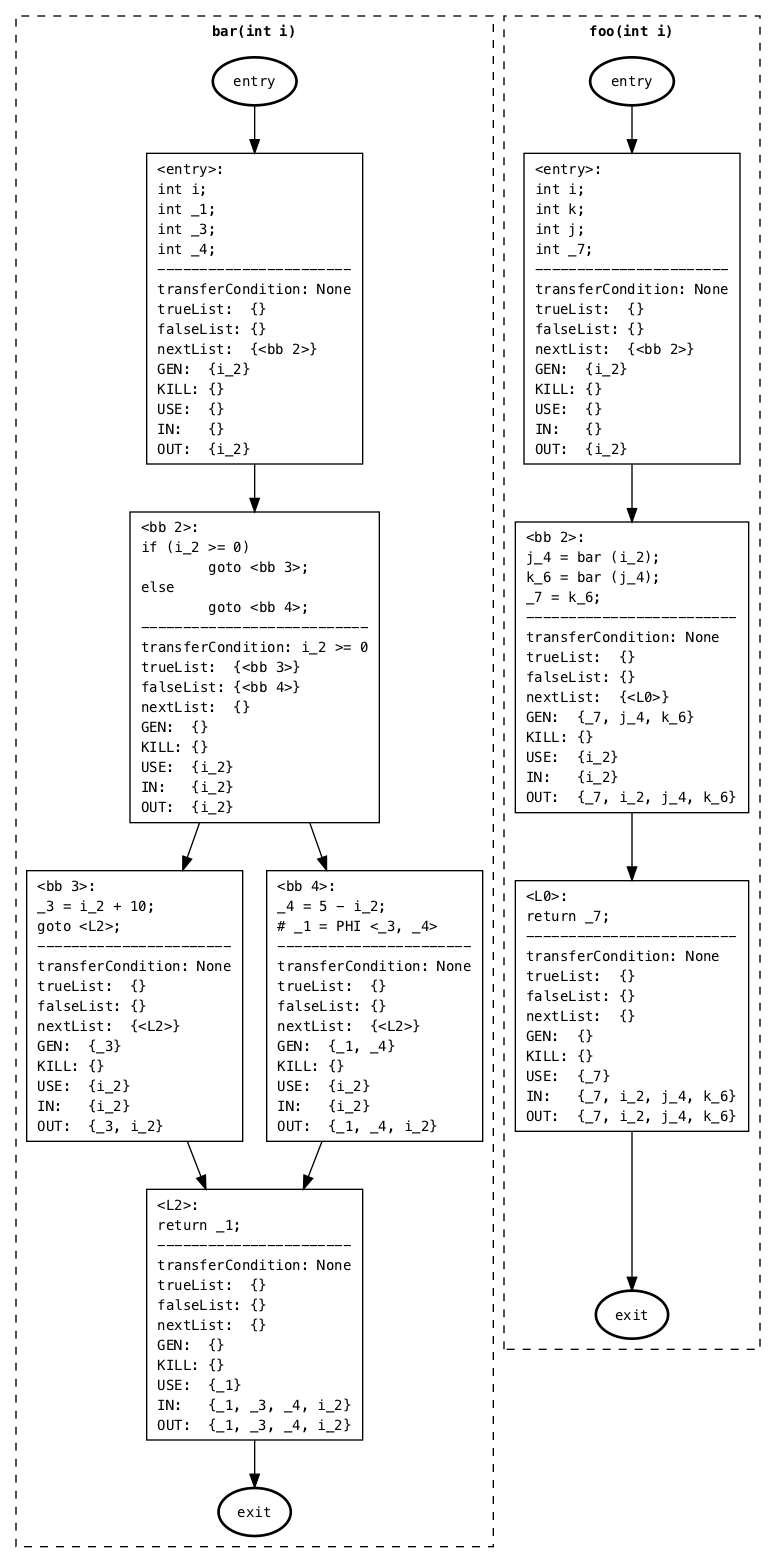 bar(int i)
entry
<entry>:
int i;
int _1;
int _3;
int _4;
-----------------------
transferCondition: None
trueList:  {}
falseList: {}
nextList:  {<bb 2>}
GEN:  {i_2}
KILL: {}
USE:  {}
IN:   {}
OUT:  {i_2}
<bb 2>:
if (i_2 >= 0)
        goto <bb 3>;
else
        goto <bb 4>;
---------------------------
transferCondition: i_2 >= 0
trueList:  {<bb 3>}
falseList: {<bb 4>}
nextList:  {}
GEN:  {}
KILL: {}
USE:  {i_2}
IN:   {i_2}
OUT:  {i_2}
<bb 3>:
_3 = i_2 + 10;
goto <L2>;
-----------------------
transferCondition: None
trueList:  {}
falseList: {}
nextList:  {<L2>}
GEN:  {_3}
KILL: {}
USE:  {i_2}
IN:   {i_2}
OUT:  {_3, i_2}
<bb 4>:
_4 = 5 - i_2;
# _1 = PHI <_3, _4>
-----------------------
transferCondition: None
trueList:  {}
falseList: {}
nextList:  {<L2>}
GEN:  {_1, _4}
KILL: {}
USE:  {i_2}
IN:   {i_2}
OUT:  {_1, _4, i_2}
<L2>:
return _1;
-----------------------
transferCondition: None
trueList:  {}
falseList: {}
nextList:  {}
GEN:  {}
KILL: {}
USE:  {_1}
IN:   {_1, _3, _4, i_2}
OUT:  {_1, _3, _4, i_2}
exit
foo(int i)
entry
<entry>:
int i;
int k;
int j;
int _7;
-----------------------
transferCondition: None
trueList:  {}
falseList: {}
nextList:  {<bb 2>}
GEN:  {i_2}
KILL: {}
USE:  {}
IN:   {}
OUT:  {i_2}
<bb 2>:
j_4 = bar (i_2);
k_6 = bar (j_4);
_7 = k_6;
-------------------------
transferCondition: None
trueList:  {}
falseList: {}
nextList:  {<L0>}
GEN:  {_7, j_4, k_6}
KILL: {}
USE:  {i_2}
IN:   {i_2}
OUT:  {_7, i_2, j_4, k_6}
<L0>:
return _7;
-------------------------
transferCondition: None
trueList:  {}
falseList: {}
nextList:  {}
GEN:  {}
KILL: {}
USE:  {_7}
IN:   {_7, i_2, j_4, k_6}
OUT:  {_7, i_2, j_4, k_6}
exit